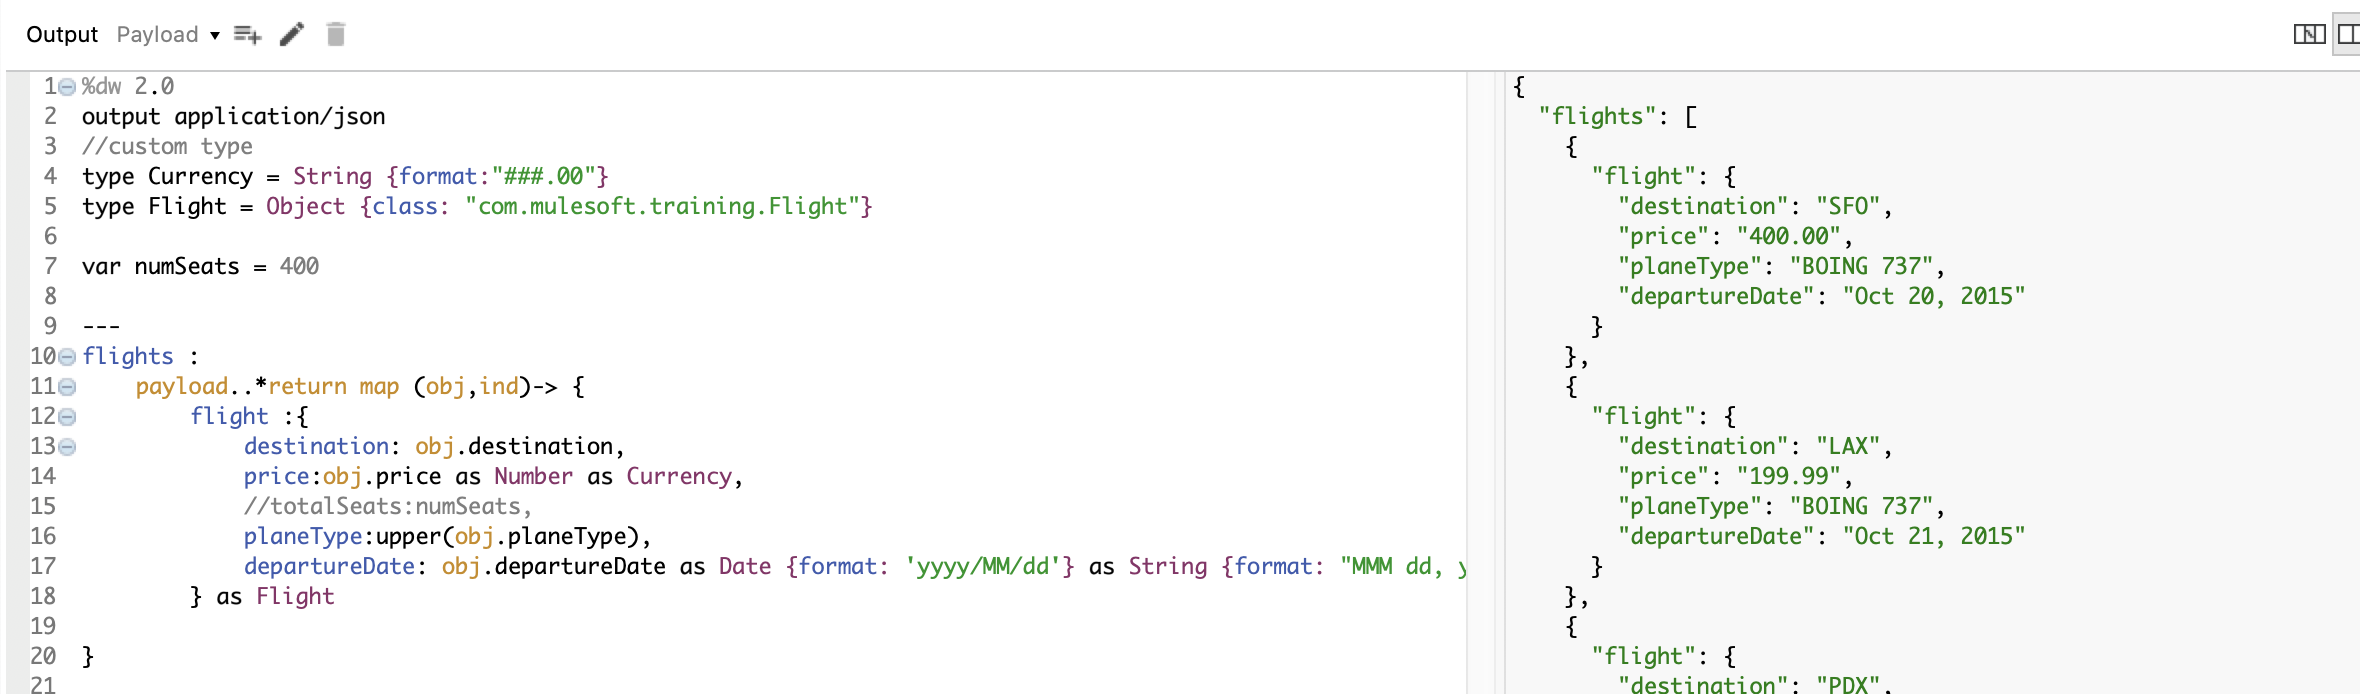 Output Payload
1 %dw 2.0
2 output application/json
3 //custom type
4 type Currency = String {format:"###.00"}
5 type Flight = Object {class: "com.mulesoft.training.Flight"}
6
7 var numSeats = 400
8
9 ---
10 flights :
11 payload..*return map (obj,ind)-> {
12 flight :{
13 destination: obj.destination,
14 price:obj.price as Number as Currency,
15 //totalSeats:numSeats,
16 planeType:upper(obj.planeType),
17 departureDate: obj.departureDate as Date {format: 'yyyy/MM/dd'} as String {format: "MMM dd, y
18 } as Flight
19
20 }
21
{
"flights": [
{
"flight": {
"destination": "SFO",
"price": "400.00",
"planeType": "BOING 737",
"departureDate": "Oct 20, 2015"
}
},
{
"flight": {
"destination": "LAX",
"price": "199.99",
"planeType": "BOING 737",
"departureDate": "Oct 21, 2015"
}
},
{
"flight": {
"destination": "PDX",